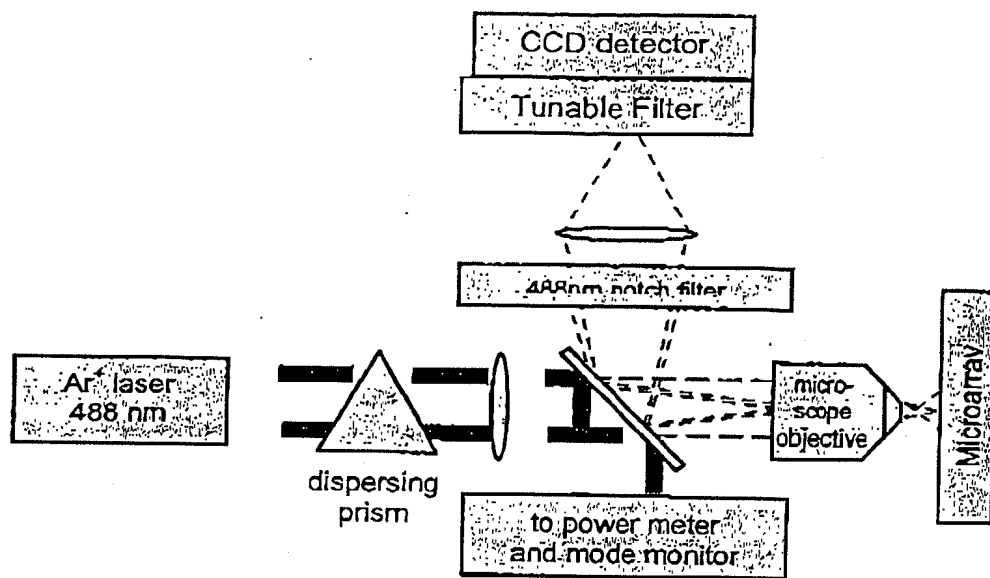 CCD detector
Tunable Filter
488nm notch filter
Ar⁺ laser
488 nm
dispersing
prism
micro-
scope
objective
Microarray
to power meter
and mode monitor